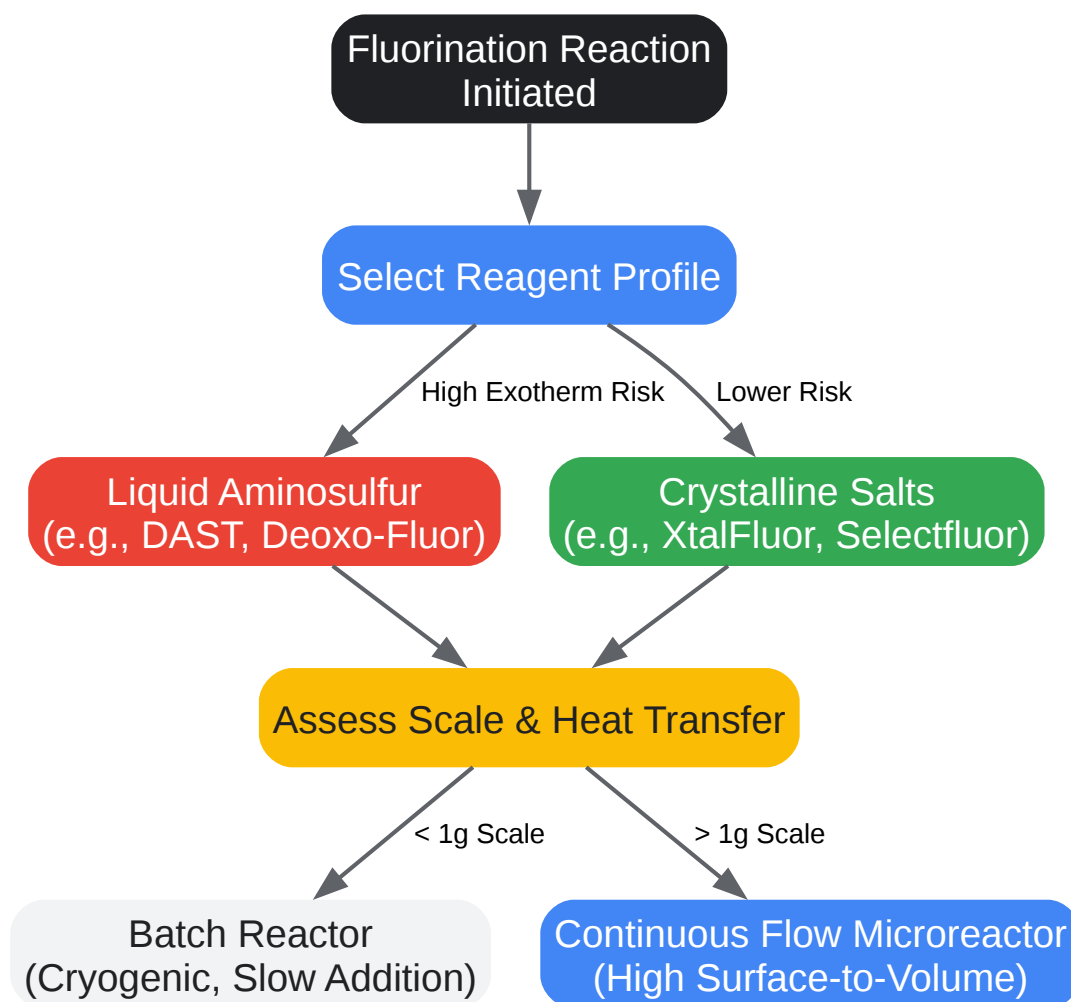 Fluorination Reaction
Initiated
Select Reagent Profile
High Exotherm Risk
Lower Risk
Liquid Aminosulfur
(e.g., DAST, Deoxo-Fluor)
Crystalline Salts
(e.g., XtalFluor, Selectfluor)
Assess Scale & Heat Transfer
< 1g Scale
> 1g Scale
Batch Reactor
(Cryogenic, Slow Addition)
Continuous Flow Microreactor
(High Surface-to-Volume)